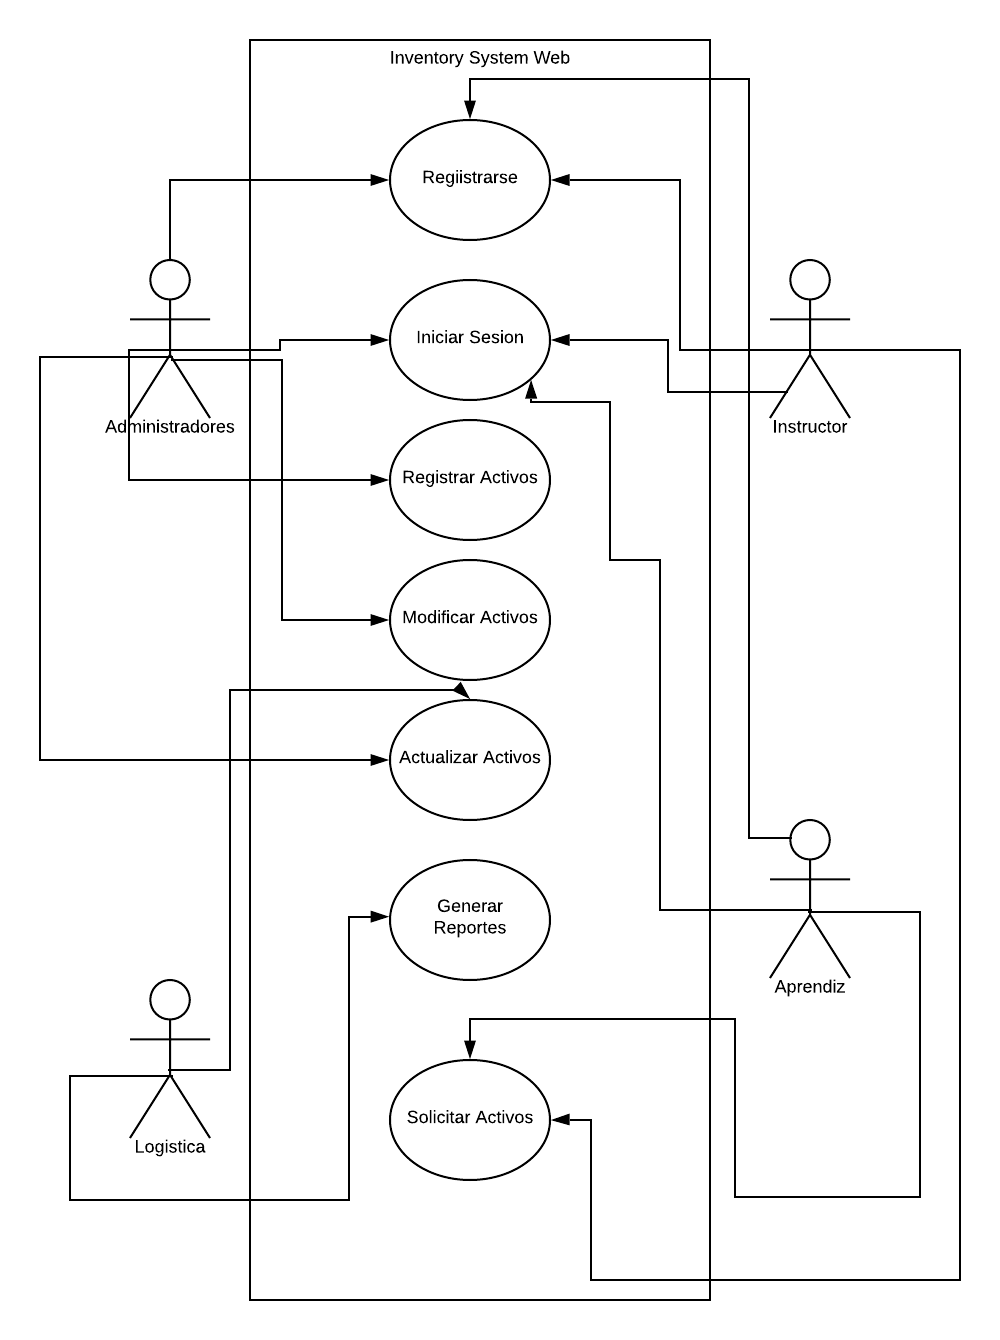 Inventory System Web
Regiistrarse
Iniciar Sesion
Administradores
Instructor
Registrar Activos
Modificar Activos
Actualizar Activos
Generar
Reportes
Aprendiz
Solicitar Activos
Logistica